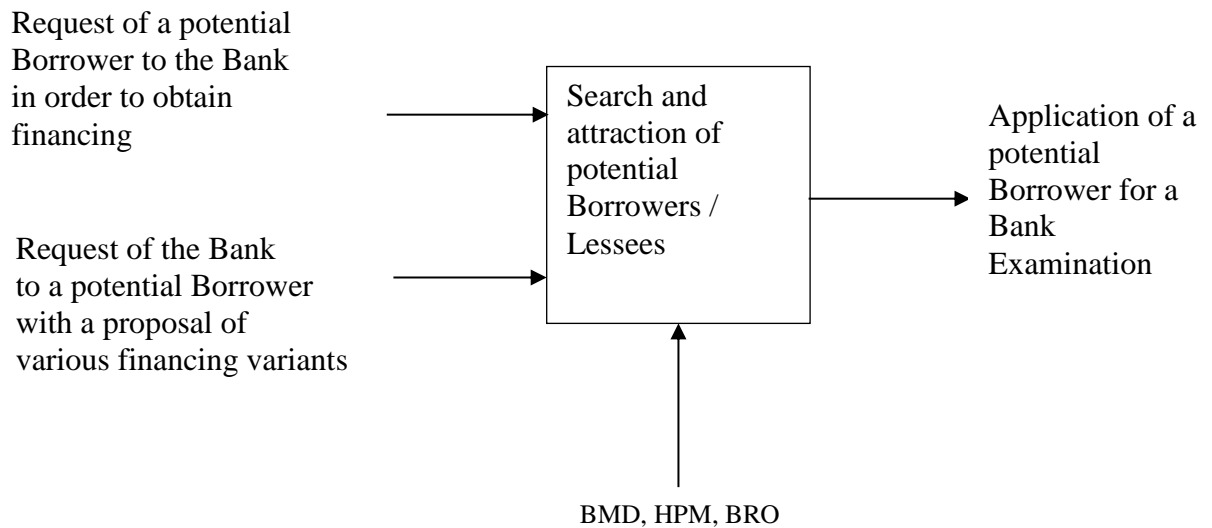 Request of a potential
Borrower to the Bank
in order to obtain
financing
Request of the Bank
to a potential Borrower
with a proposal of
various financing variants
Search and
attraction of
potential
Borrowers /
Lessees
Application of a
potential
Borrower for a
Bank
Examination
BMD, HPM, BRO